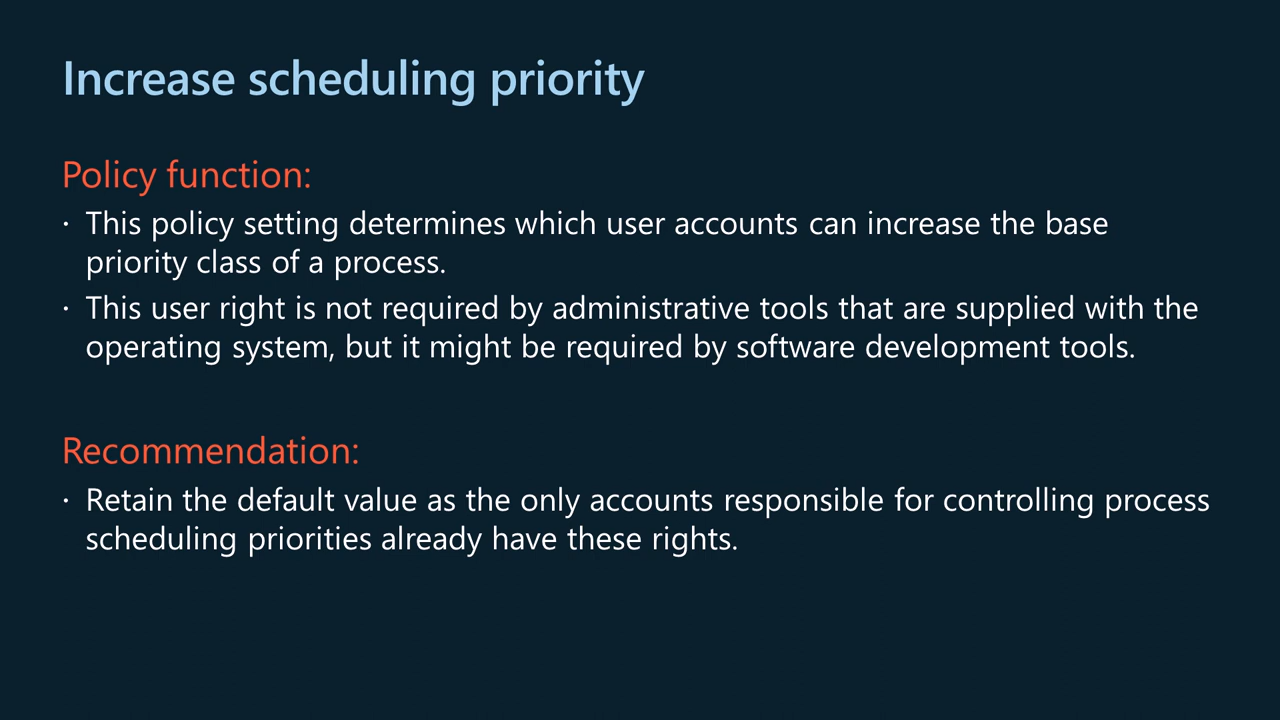 Increase scheduling priority
Policy function:
· This policy setting determines which user accounts can increase the base
priority class of a process.
· This user right is not required by administrative tools that are supplied with the
operating system, but it might be required by software development tools.
Recommendation:
· Retain the default value as the only accounts responsible for controlling process
scheduling priorities already have these rights.